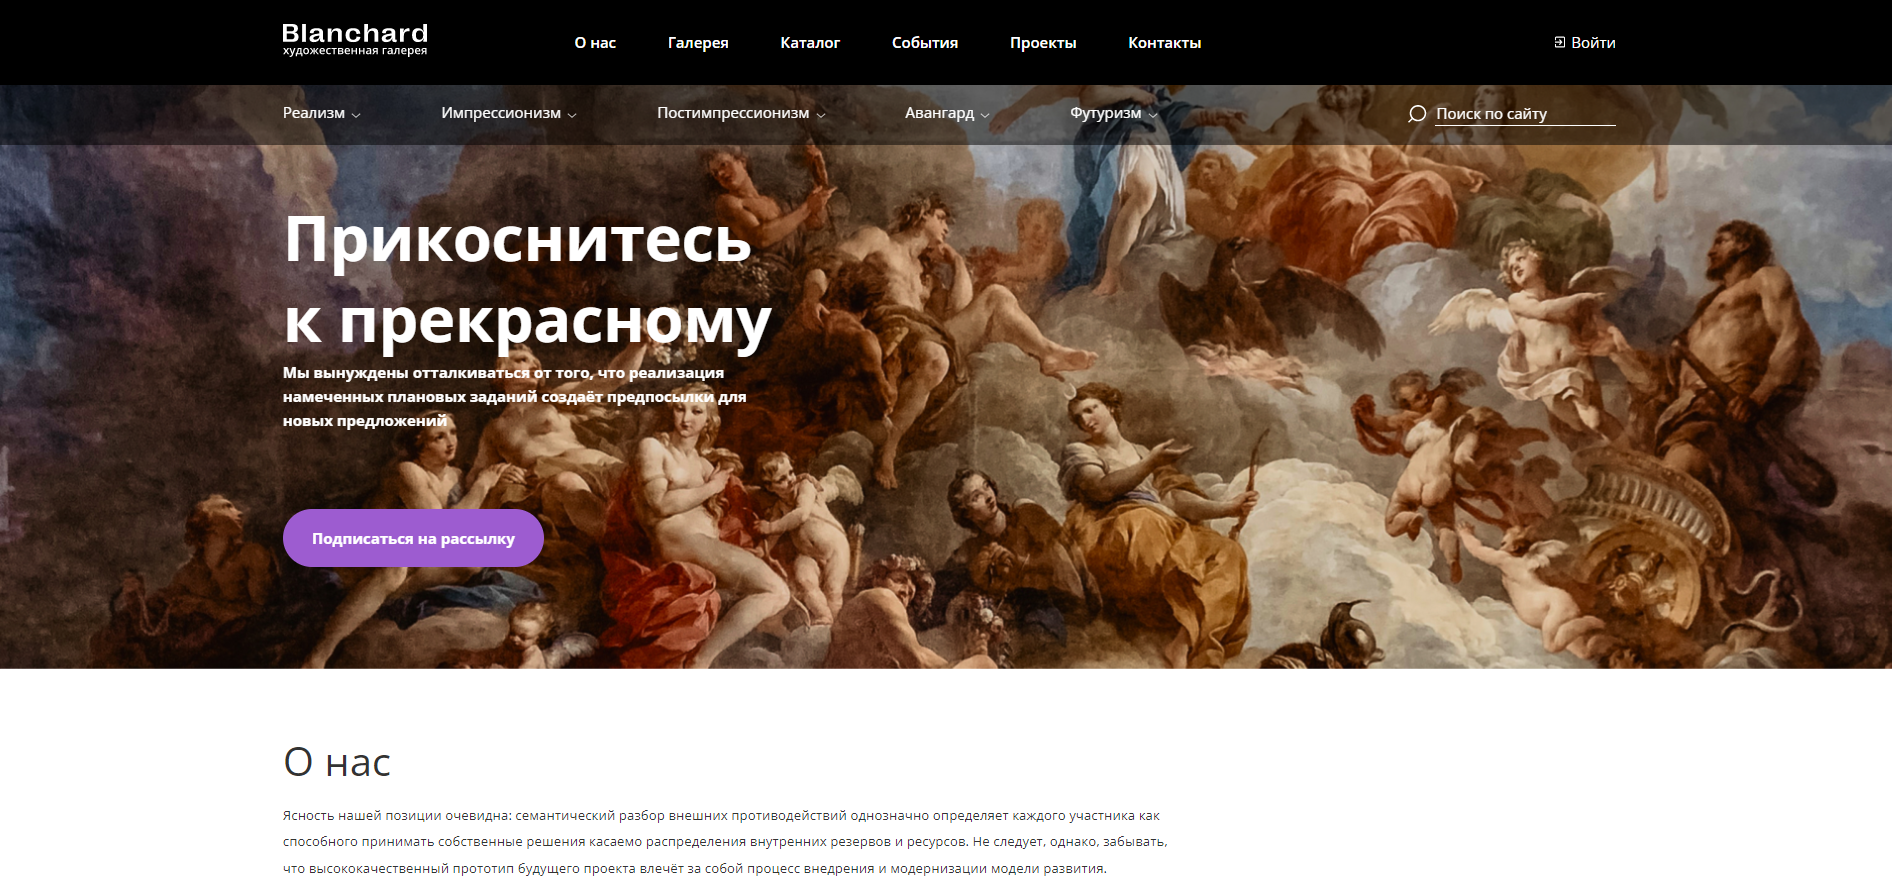 Blanchard
художественная галерея
О нас Галерея Каталог События Проекты Контакты Войти
Реализм Импрессионизм Постимпрессионизм Авангард Футуризм Поиск по сайту
Прикоснитесь
к прекрасному
Мы вынуждены отталкиваться от того, что реализация
намеченных плановых заданий создаёт предпосылки для
новых предложений
Подписаться на рассылку
О нас
Ясность нашей позиции очевидна: семантический разбор внешних противодействий однозначно определяет каждого участника как
способного принимать собственные решения касаемо распределения внутренних резервов и ресурсов. Не следует, однако, забывать,
что высококачественный прототип будущего проекта влечёт за собой процесс внедрения и модернизации модели развития.